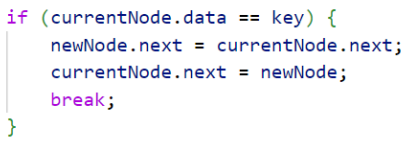 if (currentNode.data == key) {
    newNode.next = currentNode.next;
    currentNode.next = newNode;
    break;
}